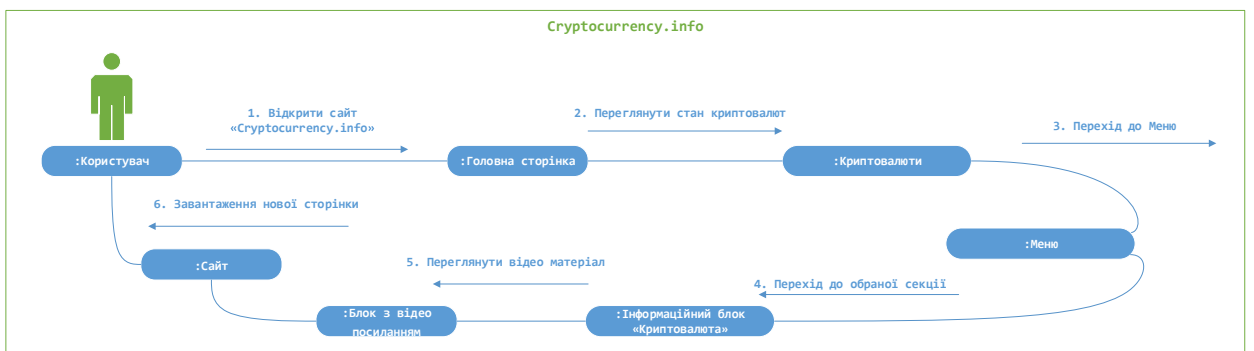 Cryptocurrency.info
1. Відкрити сайт
«Cryptocurrency.info»
2. Переглянути стан криптовалют
3. Перехід до Меню
:Користувач
:Головна сторінка
:Криптовалюти
6. Завантаження нової сторінки
:Меню
:Сайт
5. Переглянути відео матеріал
4. Перехід до обраної секції
:Блок з відео
посиланням
:Інформаційний блок
«Криптовалюта»